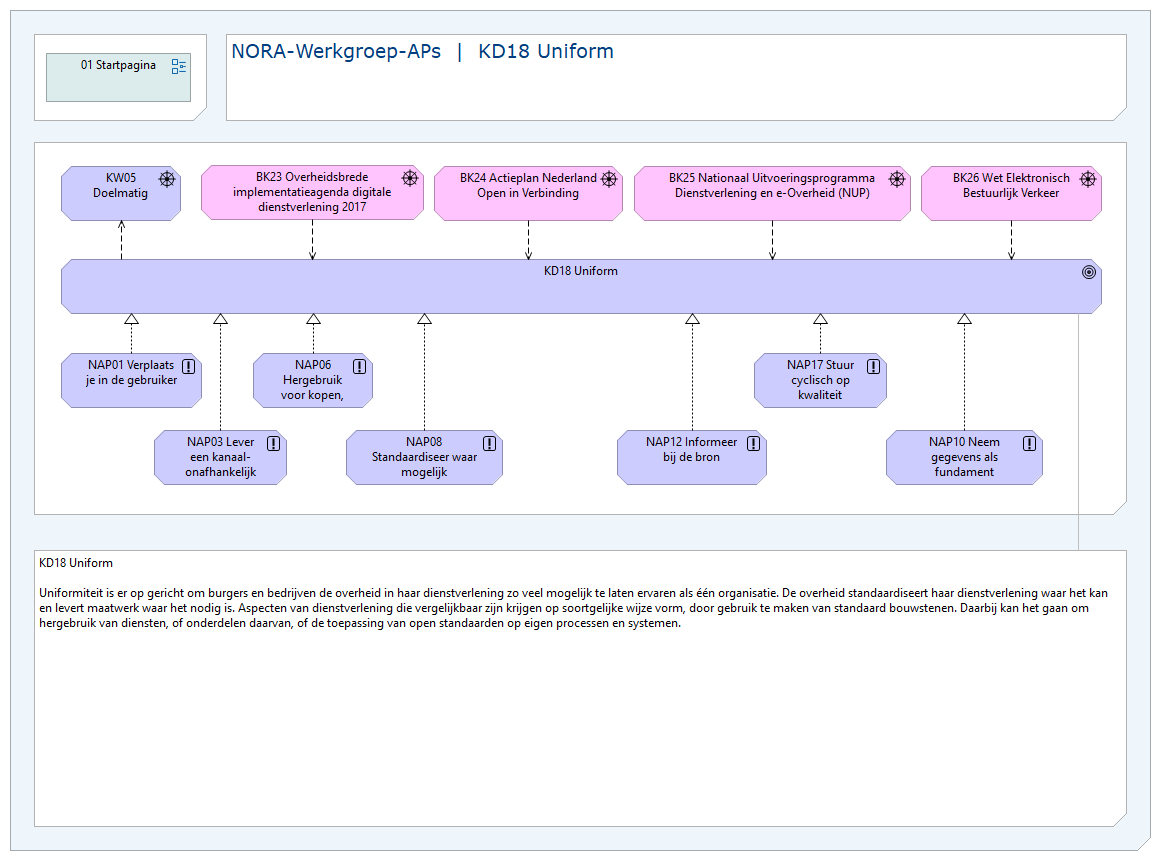 01 Startpagina
NORA-Werkgroep-APs | KD18 Uniform
KW05
Doelmatig
BK23 Overheidsbrede
implementatieagenda digitale
dienstverlening 2017
BK24 Actieplan Nederland
Open in Verbinding
BK25 Nationaal Uitvoeringsprogramma
Dienstverlening en e-Overheid (NUP)
BK26 Wet Elektronisch
Bestuurlijk Verkeer
KD18 Uniform
NAP01 Verplaats
je in de gebruiker
NAP06
Hergebruik
voor kopen,
NAP17 Stuur
cyclisch op
kwaliteit
NAP03 Lever
een kanaal-
onafhankelijk
NAP08
Standaardiseer waar
mogelijk
NAP12 Informeer
bij de bron
NAP10 Neem
gegevens als
fundament
KD18 Uniform
Uniformiteit is er op gericht om burgers en bedrijven de overheid in haar dienstverlening zo veel mogelijk te laten ervaren als één organisatie. De overheid standaardiseert haar dienstverlening waar het kan
en levert maatwerk waar het nodig is. Aspecten van dienstverlening die vergelijkbaar zijn krijgen op soortgelijke wijze vorm, door gebruik te maken van standaard bouwstenen. Daarbij kan het gaan om
hergebruik van diensten, of onderdelen daarvan, of de toepassing van open standaarden op eigen processen en systemen.